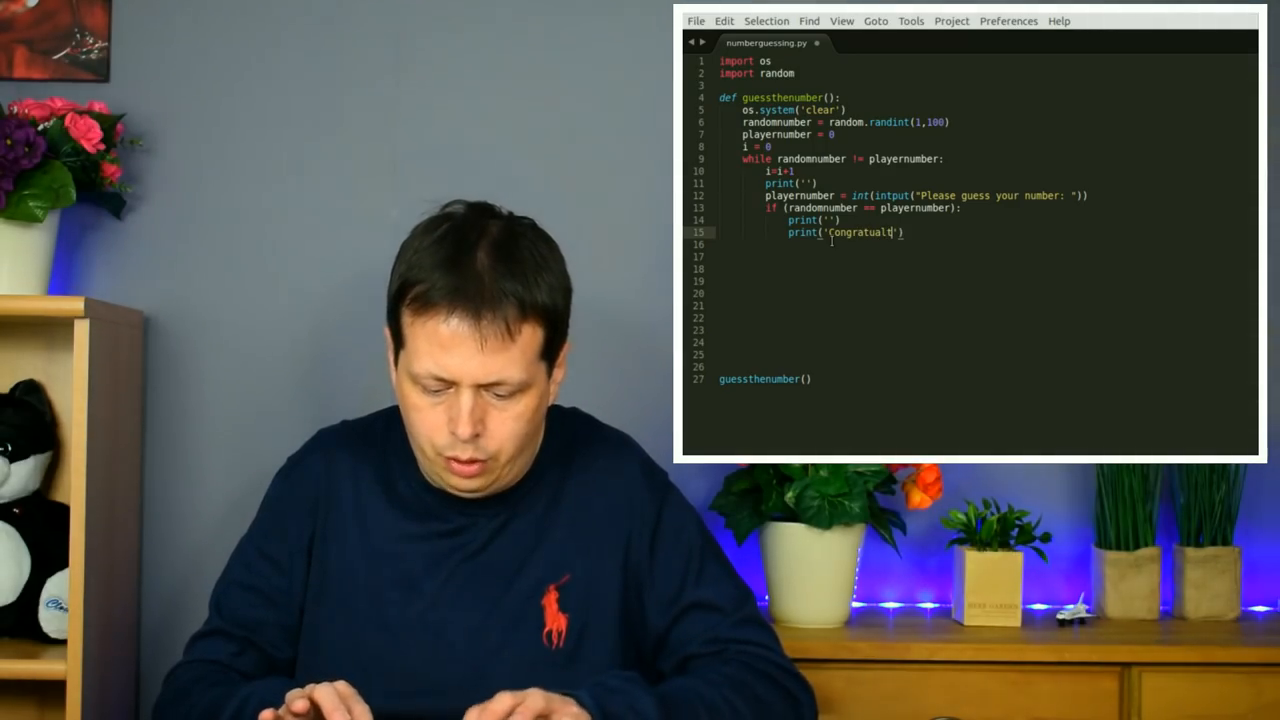 File Edit Selection Find View Goto Tools Project Preferences Help
numberguessing.py
1 import os
2 import random
3
4 def guessthenumber():
5 os.system('clear')
6 randomnumber = random.randint(1,100)
7 playernumber = 0
8 i = 0
9 while randomnumber != playernumber:
10 i=i+1
11 print('')
12 playernumber = int(intput("Please guess your number: "))
13 if (randomnumber == playernumber):
14 print('')
15 print('Congratualt')
16
17
18
19
20
21
22
23
24
25
26
27 guessthenumber()
HERB GARDEN